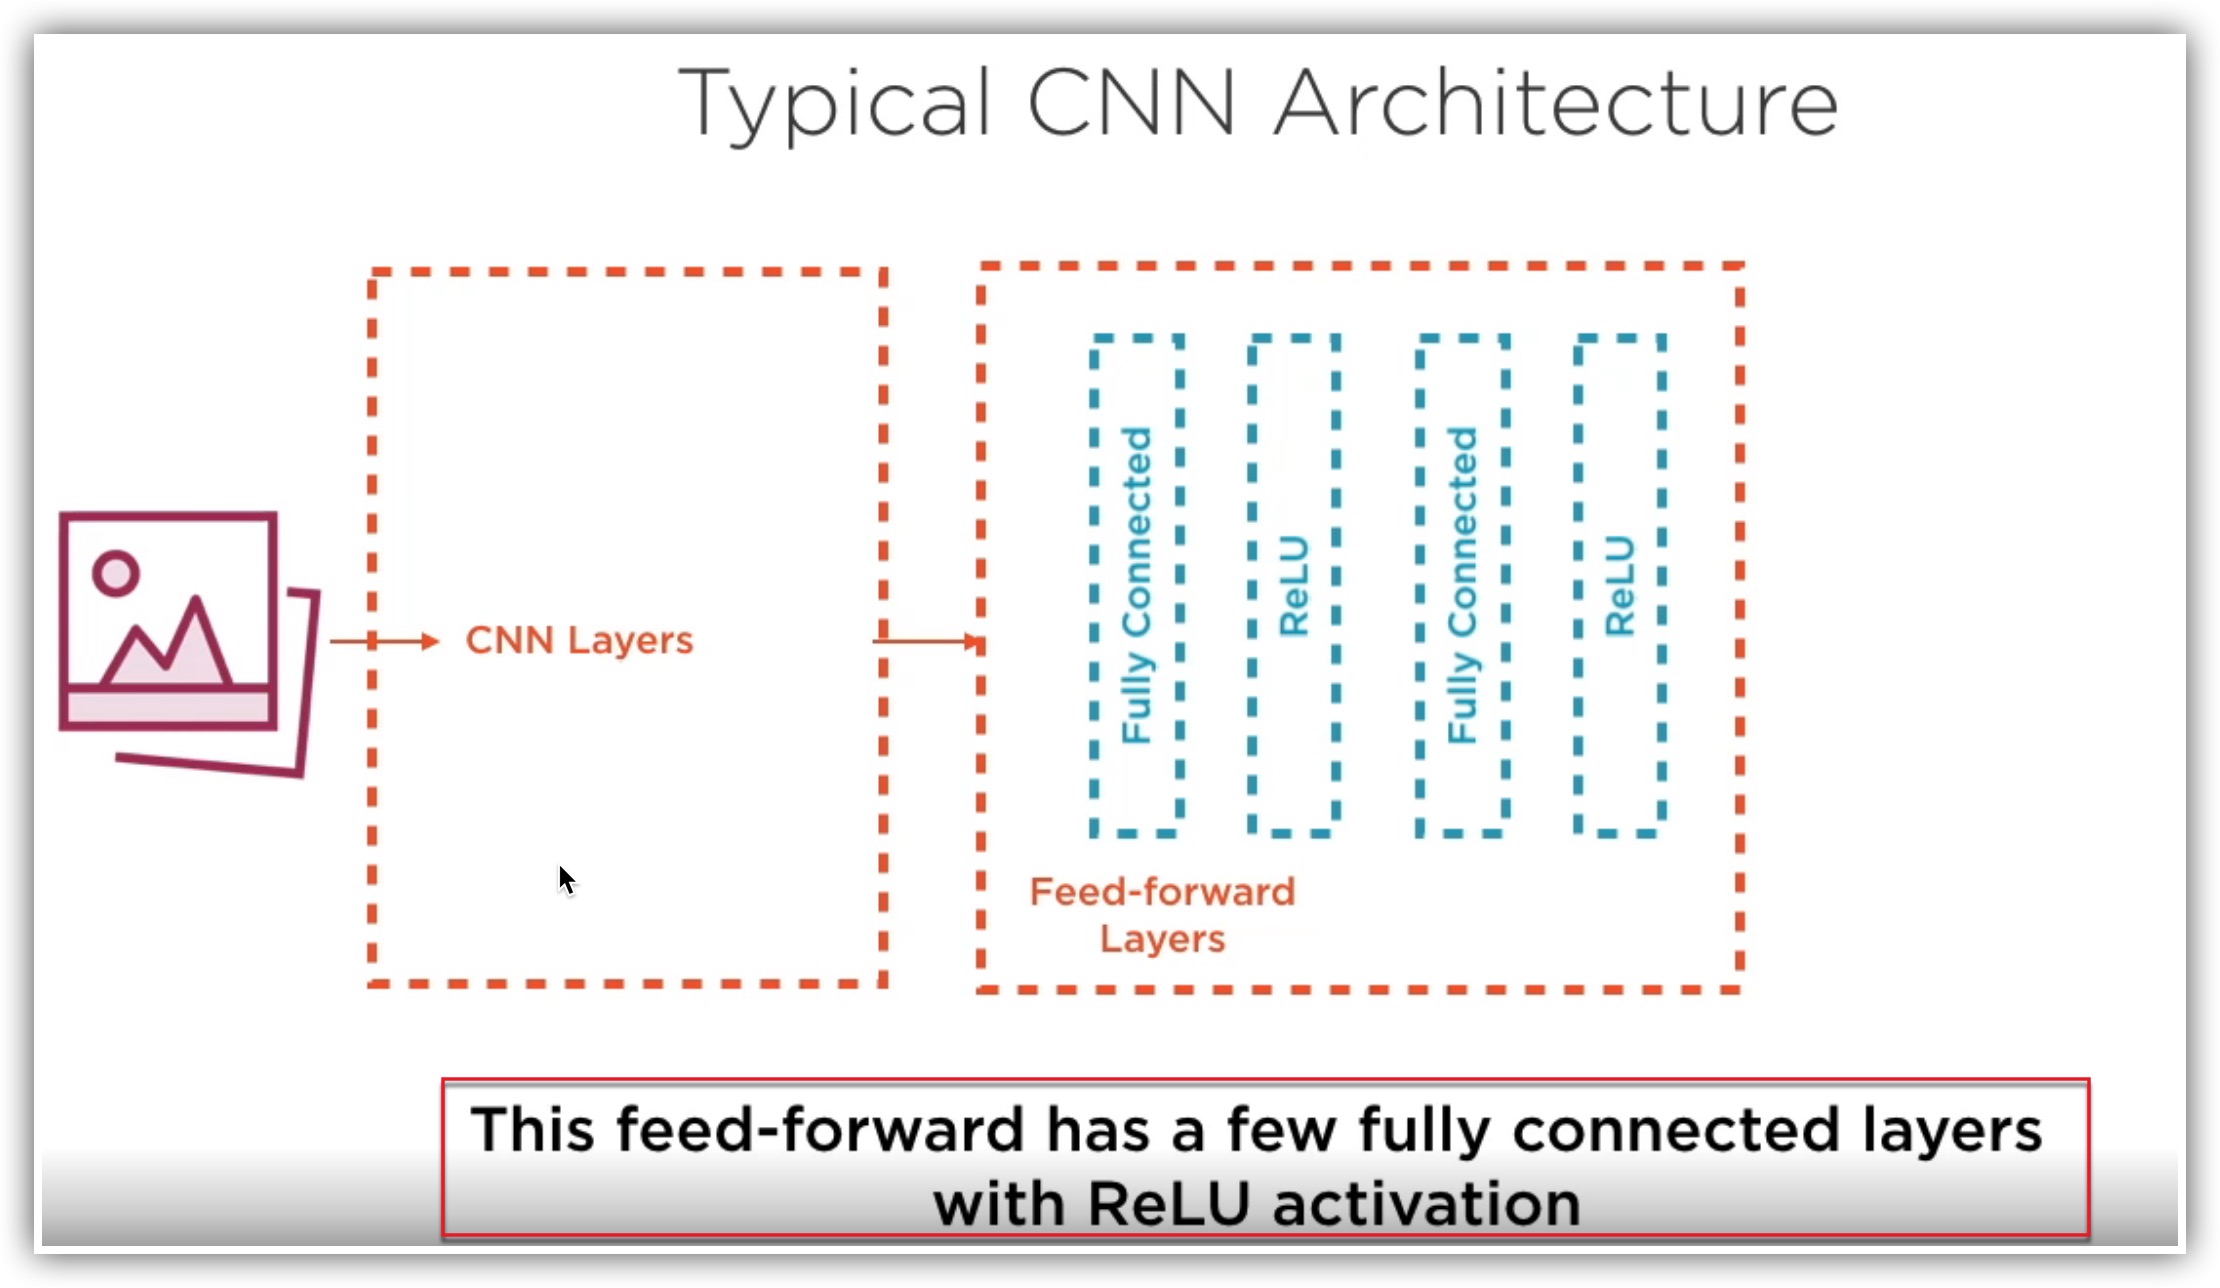 Typical CNN Architecture
CNN Layers
Fully Connected
ReLU
Fully Connected
ReLU
Feed-forward
Layers
This feed-forward has a few fully connected layers
with ReLU activation